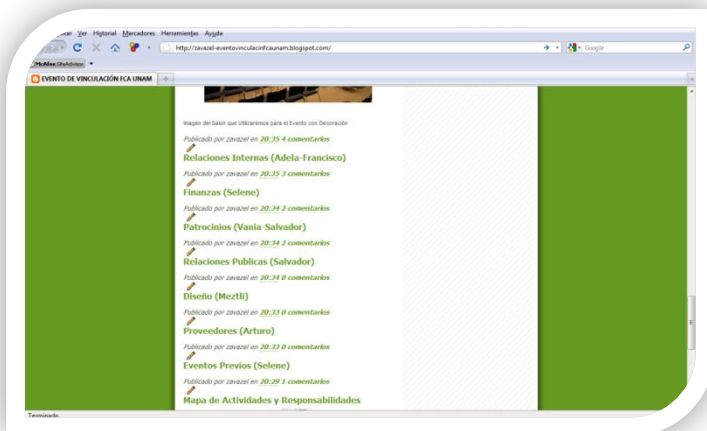 Ver Historial Marcadores Herramientas Ayuda
http://zavazel-eventovinculacinfcaunam.blogspot.com/
Google
McAfee SiteAdvisor
EVENTO DE VINCULACIÓN FCA UNAM
Imagen del Salon que Utilizaremos para el Evento con Decoración
Publicado por zavazel en 20:35 4 comentarios
Relaciones Internas (Adela-Francisco)
Publicado por zavazel en 20:35 3 comentarios
Finanzas (Selene)
Publicado por zavazel en 20:34 2 comentarios
Patrocinios (Vania-Salvador)
Publicado por zavazel en 20:34 2 comentarios
Relaciones Publicas (Salvador)
Publicado por zavazel en 20:34 0 comentarios
Diseño (Meztli)
Publicado por zavazel en 20:33 0 comentarios
Proveedores (Arturo)
Publicado por zavazel en 20:33 0 comentarios
Eventos Previos (Selene)
Publicado por zavazel en 20:29 1 comentarios
Mapa de Actividades y Responsabilidades
Terminado